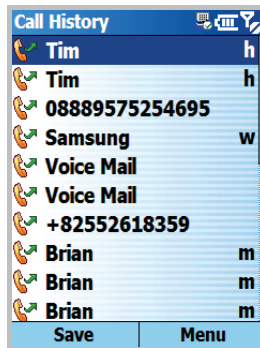 Call History
Tim h
Tim h
08889575254695
Samsung w
Voice Mail
Voice Mail
+82552618359
Brian m
Brian m
Brian m
Save Menu